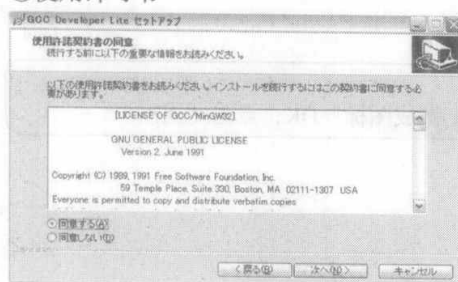 GCC Developer Lite セットアップ
使用許諾契約書の同意
続行する前に以下の重要な情報をお読みください。
以下の使用許諾契約書をお読みください。インストールを続行するにはこの契約書に同意する必
要があります。
[LICENSE OF GCC/MinGW32]
GNU GENERAL PUBLIC LICENSE
Version 2, June 1991
Copyright (C) 1989, 1991 Free Software Foundation, Inc.
59 Temple Place, Suite 330, Boston, MA 02111-1307 USA
Everyone is permitted to copy and distribute verbatim copies
同意する(A)
同意しない(D)
< 戻る(B)
次へ(N) >
キャンセル